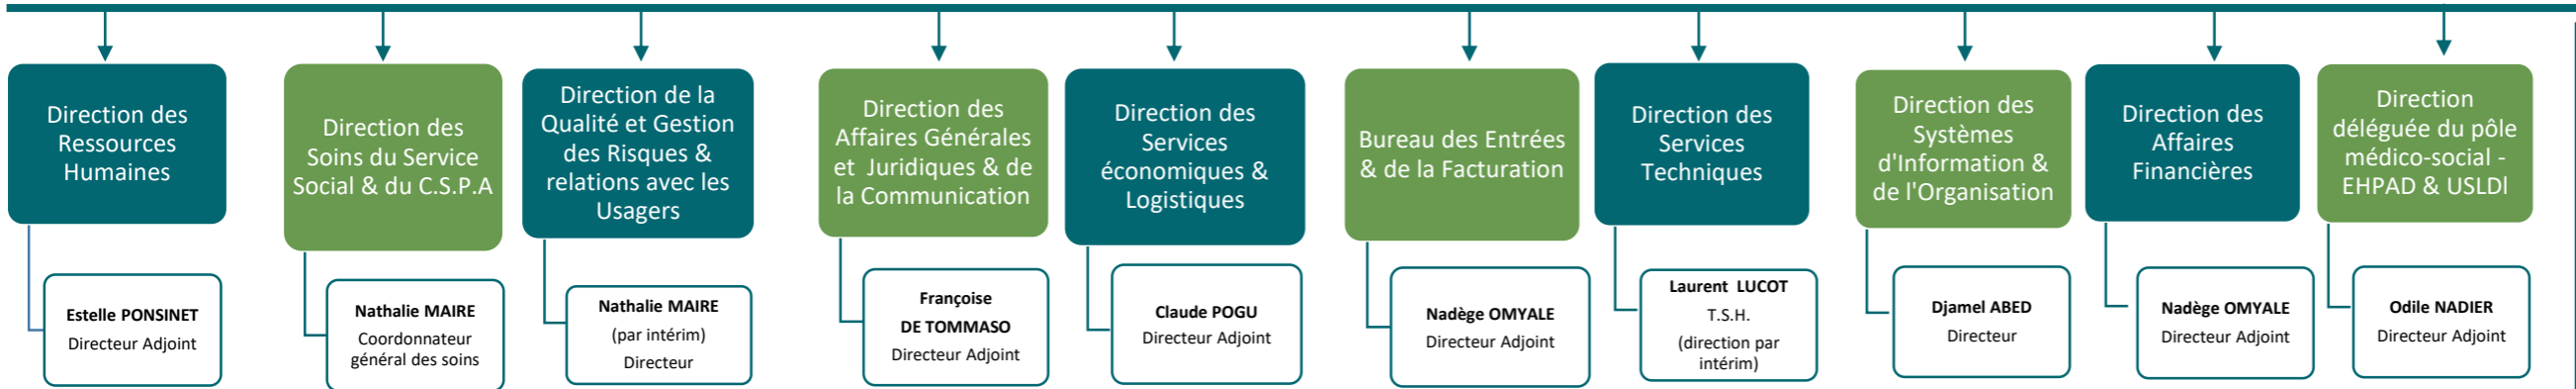 Direction des
Ressources
Humaines
Estelle PONSINET
Directeur Adjoint
Direction des
Soins du Service
Social & du C.S.P.A
Nathalie MAIRE
Coordonnateur
général des soins
Direction de la
Qualité et Gestion
des Risques &
relations avec les
Usagers
Nathalie MAIRE
(par intérim)
Directeur
Direction des
Affaires Générales
et Juridiques & de
la Communication
Françoise
DE TOMMASO
Directeur Adjoint
Direction des
Services
économiques &
Logistiques
Claude POGU
Directeur Adjoint
Bureau des Entrées
& de la Facturation
Nadège OMYALE
Directeur Adjoint
Direction des
Services
Techniques
Laurent LUCOT
T.S.H.
(direction par
intérim)
Direction des
Systèmes
d'Information &
de l'Organisation
Djamel ABED
Directeur
Direction des
Affaires
Financières
Nadège OMYALE
Directeur Adjoint
Direction
déléguée du pôle
médico-social -
EHPAD & USLDl
Odile NADIER
Directeur Adjoint